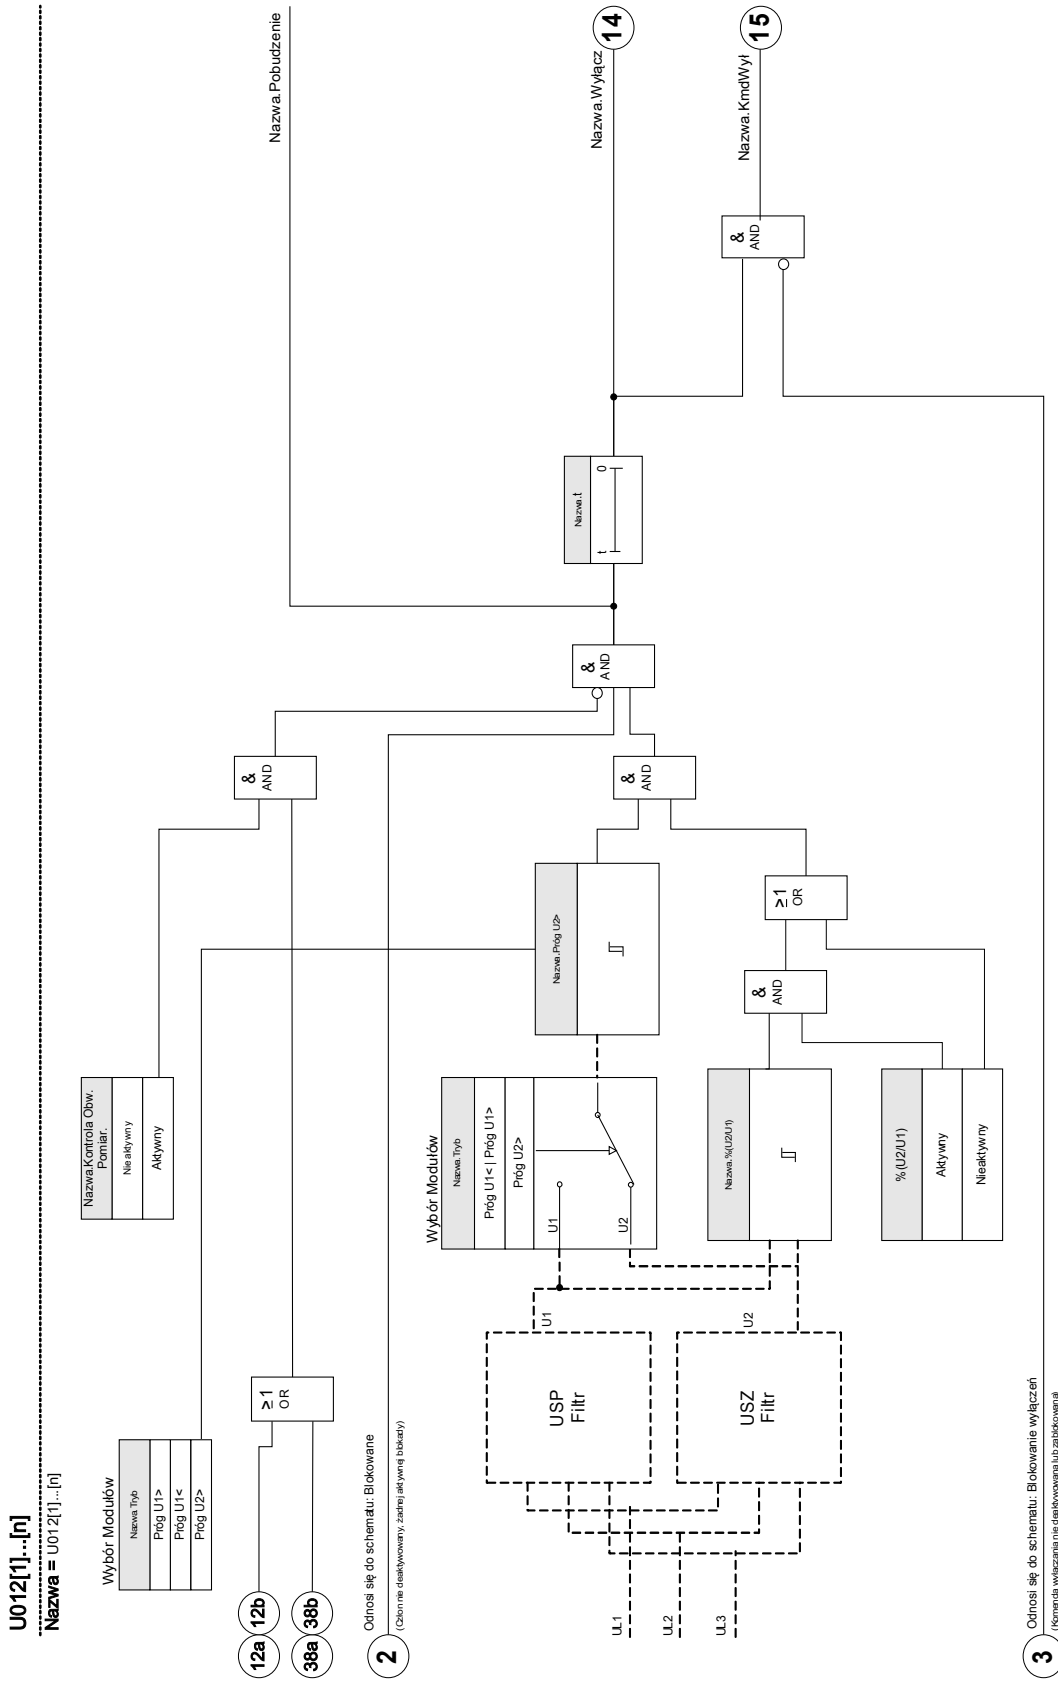 U012[1]...[n]
Nazwa = U012[1]...[n]
Wybór Modułów
Nazwa.Tryb
Próg U1>
Próg U1<
Próg U2>
Nazwa.Kontrola Obw.
Pomiar.
Nieaktywny
Aktywny
12a
12b
38a
38b
≥1
OR
&
AND
Nazwa.Pobudzenie
2
Odnosi się do schematu: Blokowane
(Człon nie deaktywowany, żadnej aktywnej blokady)
Wybór Modułów
Nazwa.Tryb
Próg U1< | Próg U1>
Próg U2>
U1
U2
Nazwa.Próg U2>
&
AND
&
AND
Nazwa.t
t
0
Nazwa.Wyłącz
14
UL1
UL2
UL3
USP
Filtr
U1
USZ
Filtr
U2
Nazwa.%(U2/U1)
%(U2/U1)
Aktywny
Nieaktywny
&
AND
≥1
OR
&
AND
Nazwa.KmdWył
15
3
Odnosi się do schematu: Blokowanie wyłączeń
(Komenda wyłączania nie deaktywowana lub zablokowana)